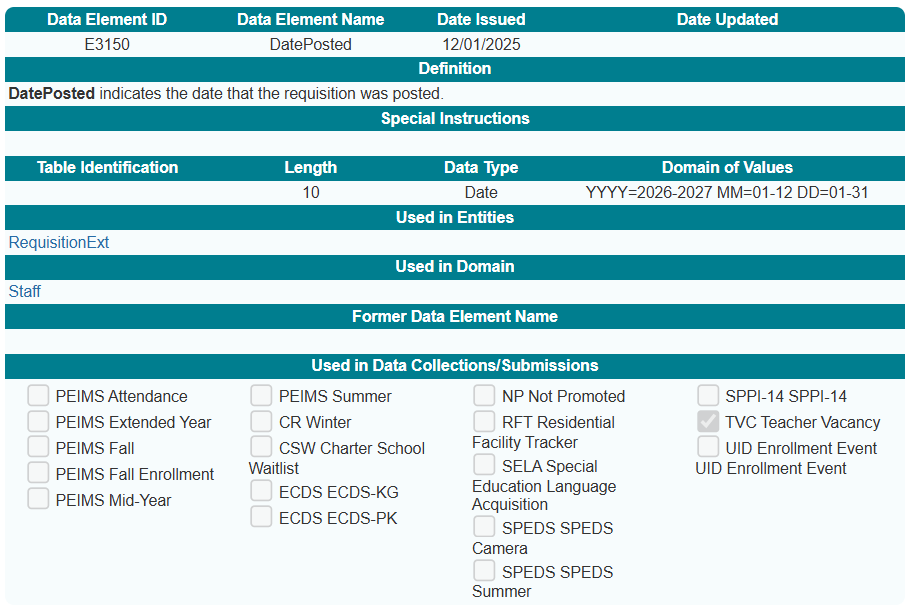 Data Element ID Data Element Name Date Issued Date Updated
E3150 DatePosted 12/01/2025
Definition
DatePosted indicates the date that the requisition was posted.
Special Instructions
Table Identification Length Data Type Domain of Values
10 Date YYYY=2026-2027 MM=01-12 DD=01-31
Used in Entities
RequisitionExt
Used in Domain
Staff
Former Data Element Name
Used in Data Collections/Submissions
PEIMS Attendance
PEIMS Extended Year
PEIMS Fall
PEIMS Fall Enrollment
PEIMS Mid-Year
PEIMS Summer
CR Winter
CSW Charter School
Waitlist
ECDS ECDS-KG
ECDS ECDS-PK
NP Not Promoted
RFT Residential
Facility Tracker
SELA Special
Education Language
Acquisition
SPEDS SPEDS
Camera
SPEDS SPEDS
Summer
SPPI-14 SPPI-14
TVC Teacher Vacancy
UID Enrollment Event
UID Enrollment Event